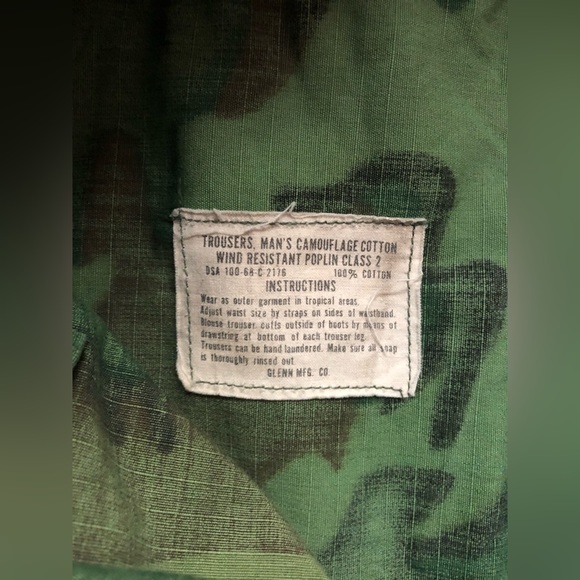 TROUSERS, MAN'S CAMOUFLAGE COTTON
WIND RESISTANT POPLIN CLASS 2
DSA 100-68-C-2176 100% COTTON
INSTRUCTIONS
Wear as outer garment in tropical areas.
Adjust waist size by straps on sides of waistband.
Blouse trouser cuffs outside of boots by means of
drawstring at bottom of each trouser leg.
Trousers can be hand laundered. Make sure all soap
is thoroughly rinsed out.
GLENN MFG. CO.